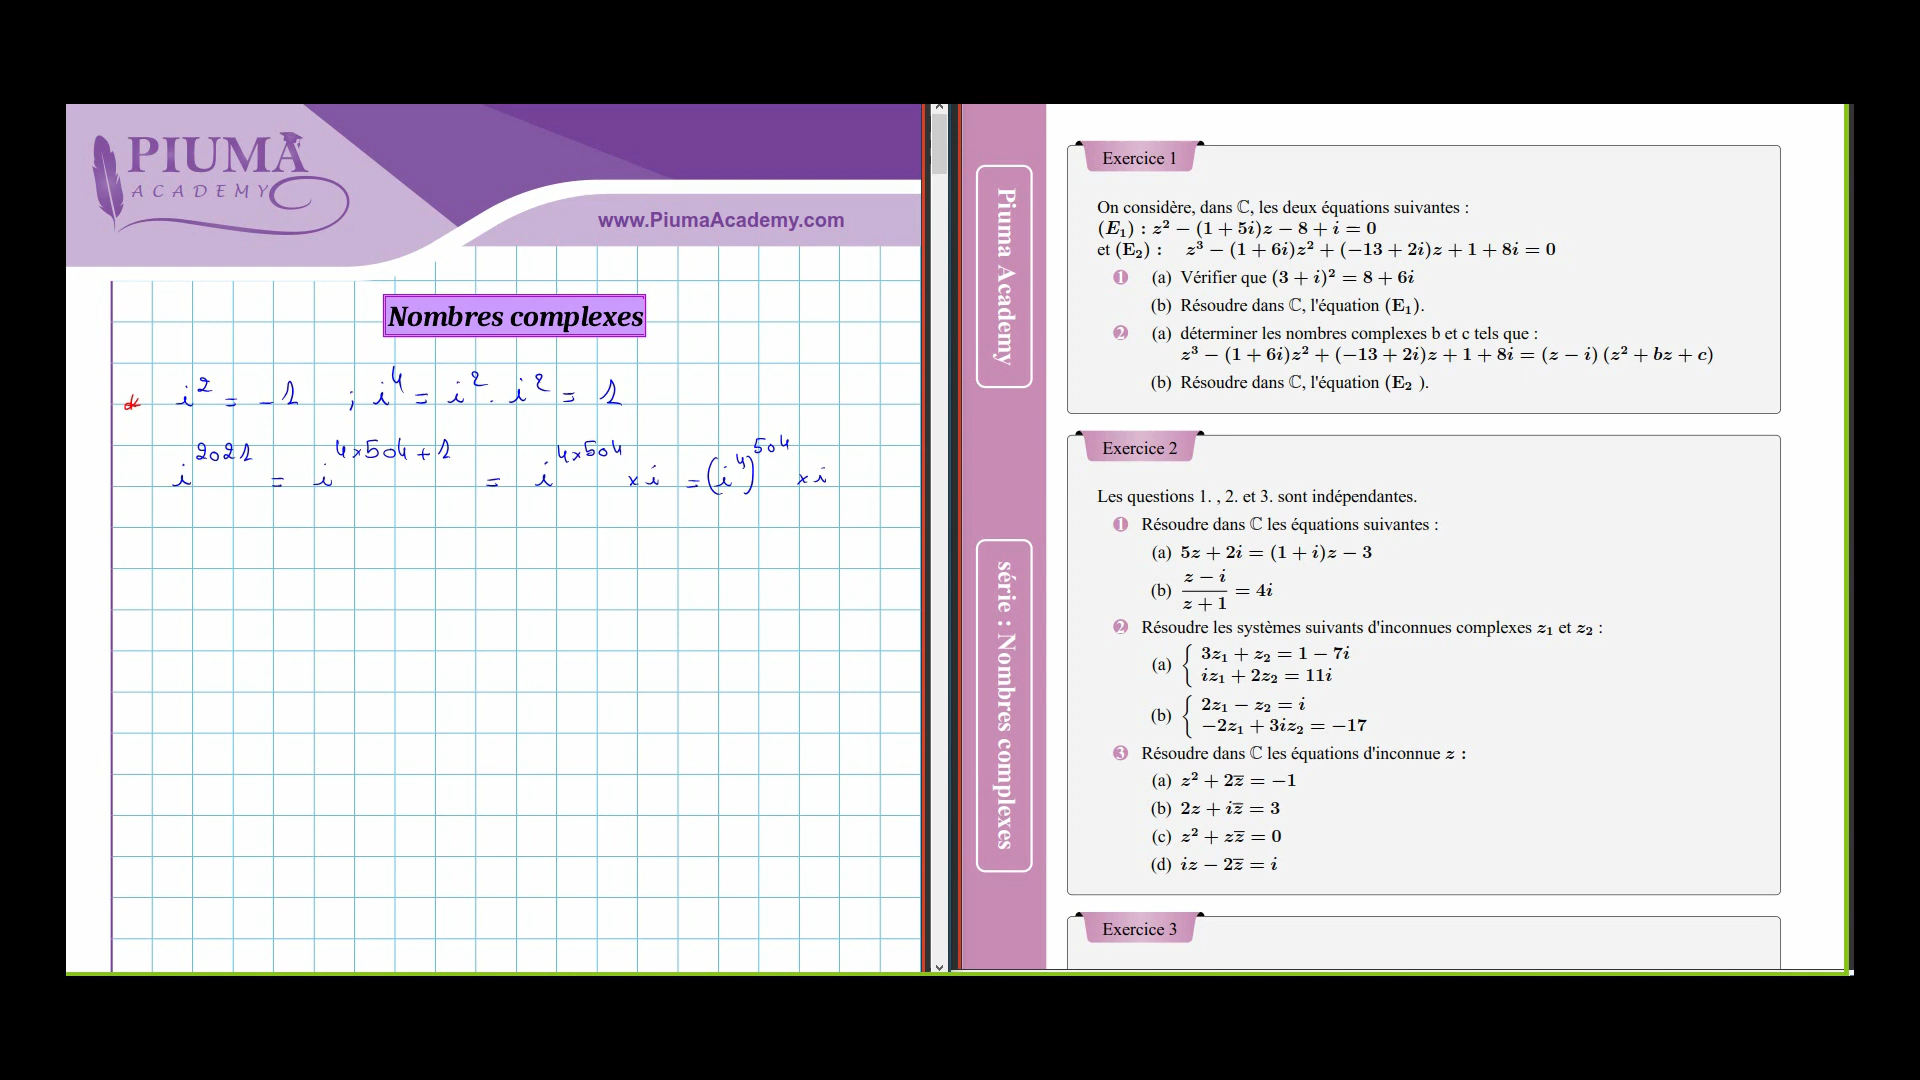 PIUMA
ACADEMY
www.PiumaAcademy.com
Nombres complexes
* i² = -1 ; i⁴ = i² . i² = 1
i^2021 = i^(4×504+1) = i^(4×504) × i = (i⁴)^504 × i
Piuma Academy
série : Nombres complexes
Exercice 1
On considère, dans ℂ, les deux équations suivantes :
(E₁) : z² − (1 + 5i)z − 8 + i = 0
et (E₂) : z³ − (1 + 6i)z² + (−13 + 2i)z + 1 + 8i = 0
1 (a) Vérifier que (3 + i)² = 8 + 6i
(b) Résoudre dans ℂ, l'équation (E₁).
2 (a) déterminer les nombres complexes b et c tels que :
z³ − (1 + 6i)z² + (−13 + 2i)z + 1 + 8i = (z − i) (z² + bz + c)
(b) Résoudre dans ℂ, l'équation (E₂ ).
Exercice 2
Les questions 1. , 2. et 3. sont indépendantes.
1 Résoudre dans ℂ les équations suivantes :
(a) 5z + 2i = (1 + i)z − 3
(b) (z − i)/(z + 1) = 4i
2 Résoudre les systèmes suivants d'inconnues complexes z₁ et z₂ :
(a) { 3z₁ + z₂ = 1 − 7i
iz₁ + 2z₂ = 11i
(b) { 2z₁ − z₂ = i
−2z₁ + 3iz₂ = −17
3 Résoudre dans ℂ les équations d'inconnue z :
(a) z² + 2z̅ = −1
(b) 2z + iz̅ = 3
(c) z² + zz̅ = 0
(d) iz − 2z̅ = i
Exercice 3